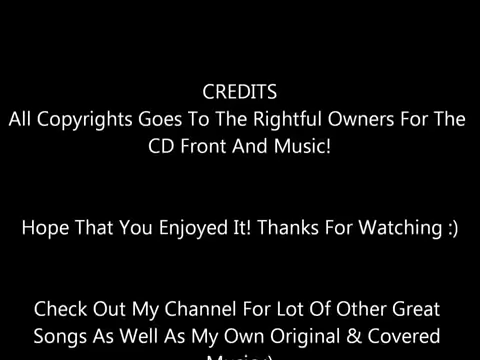 CREDITS
All Copyrights Goes To The Rightful Owners For The
CD Front And Music!
Hope That You Enjoyed It! Thanks For Watching :)
Check Out My Channel For Lot Of Other Great
Songs As Well As My Own Original & Covered
Music:)